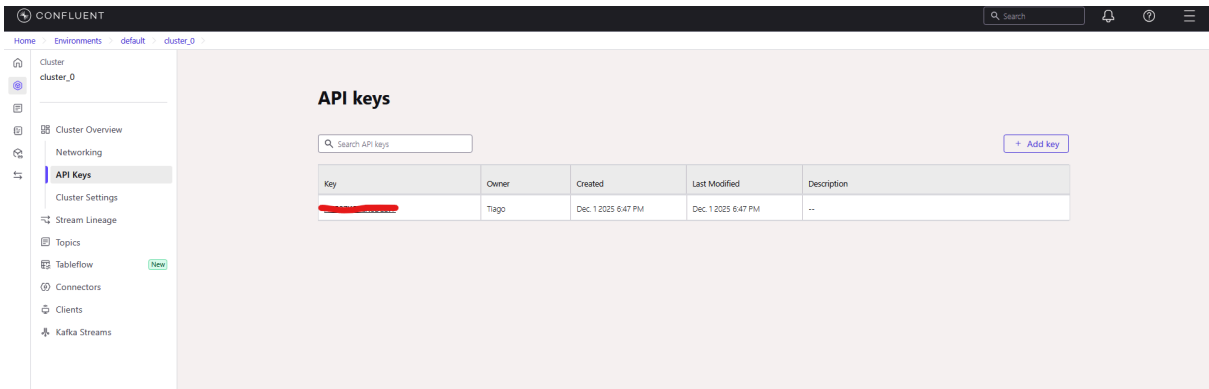 CONFLUENT
Search
Home > Environments > default > cluster_0 >
Cluster
cluster_0
Cluster Overview
Networking
API Keys
Cluster Settings
Stream Lineage
Topics
Tableflow New
Connectors
Clients
Kafka Streams
API keys
Search API keys
+ Add key
Key Owner Created Last Modified Description
Tiago Dec. 1 2025 6:47 PM Dec. 1 2025 6:47 PM --